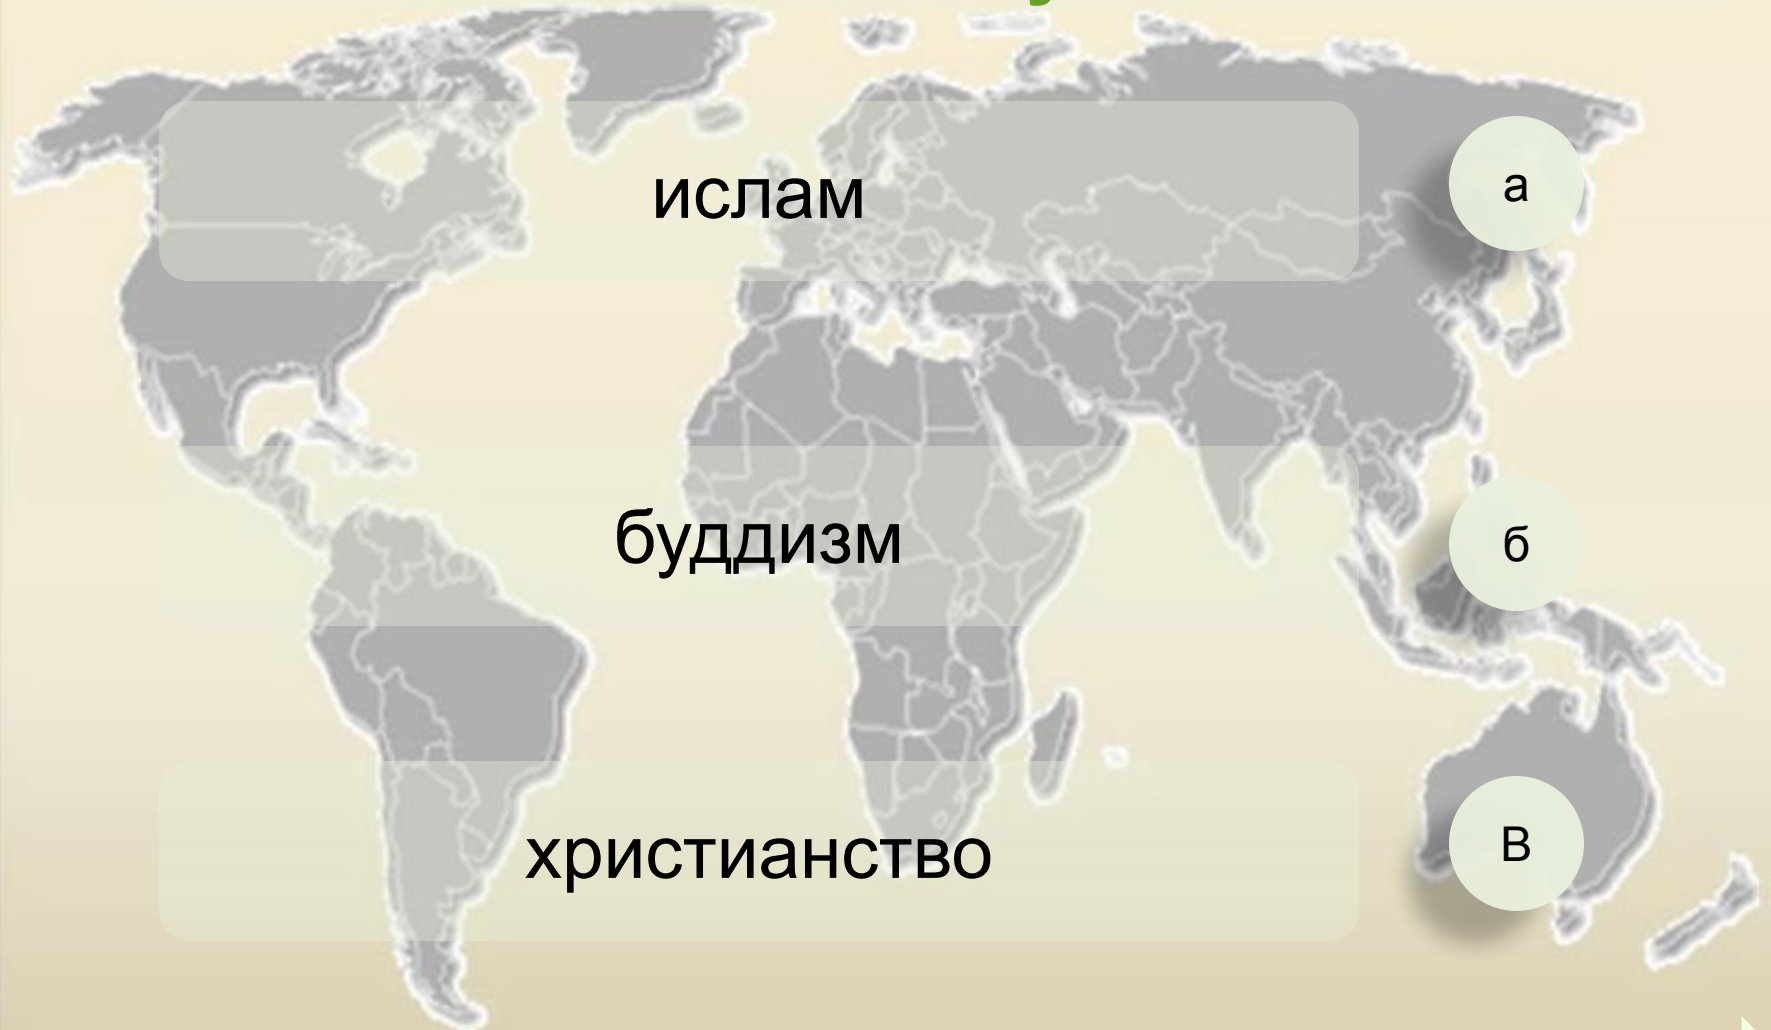 ислам
а
буддизм
б
христианство
В